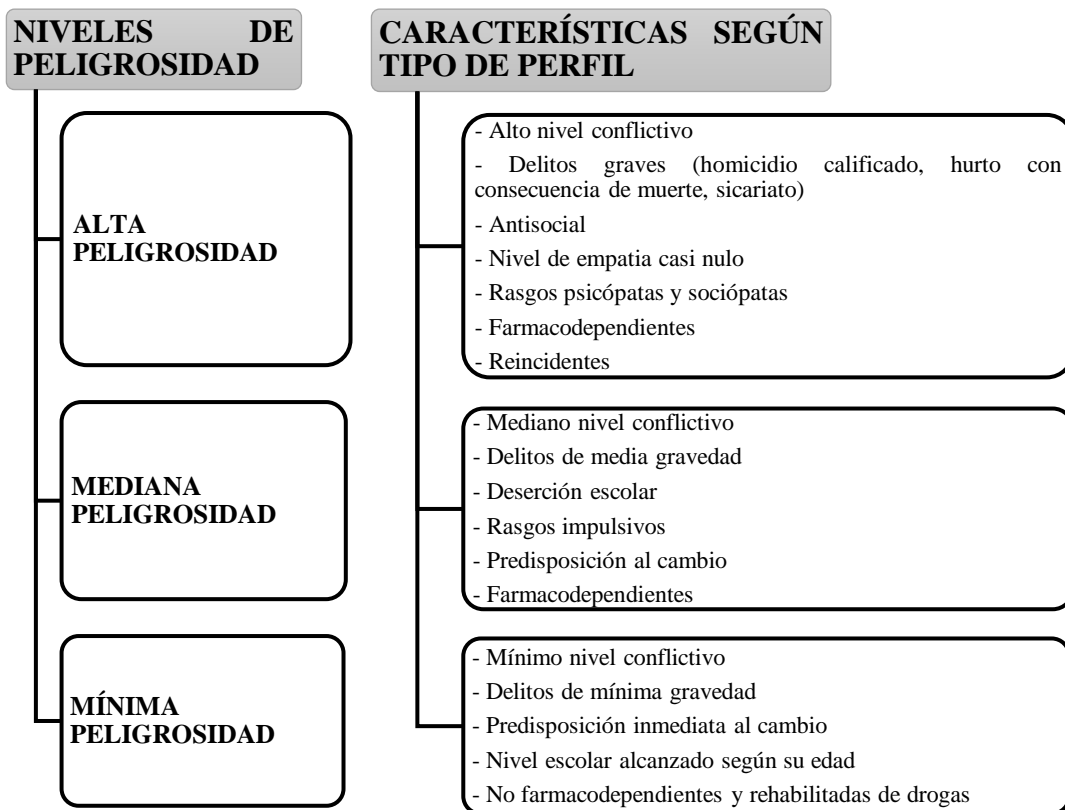 NIVELES DE
PELIGROSIDAD
ALTA
PELIGROSIDAD
MEDIANA
PELIGROSIDAD
MÍNIMA
PELIGROSIDAD
CARACTERÍSTICAS SEGÚN
TIPO DE PERFIL
- Alto nivel conflictivo
- Delitos graves (homicidio calificado, hurto con
consecuencia de muerte, sicariato)
- Antisocial
- Nivel de empatia casi nulo
- Rasgos psicópatas y sociópatas
- Farmacodependientes
- Reincidentes
- Mediano nivel conflictivo
- Delitos de media gravedad
- Deserción escolar
- Rasgos impulsivos
- Predisposición al cambio
- Farmacodependientes
- Mínimo nivel conflictivo
- Delitos de mínima gravedad
- Predisposición inmediata al cambio
- Nivel escolar alcanzado según su edad
- No farmacodependientes y rehabilitadas de drogas